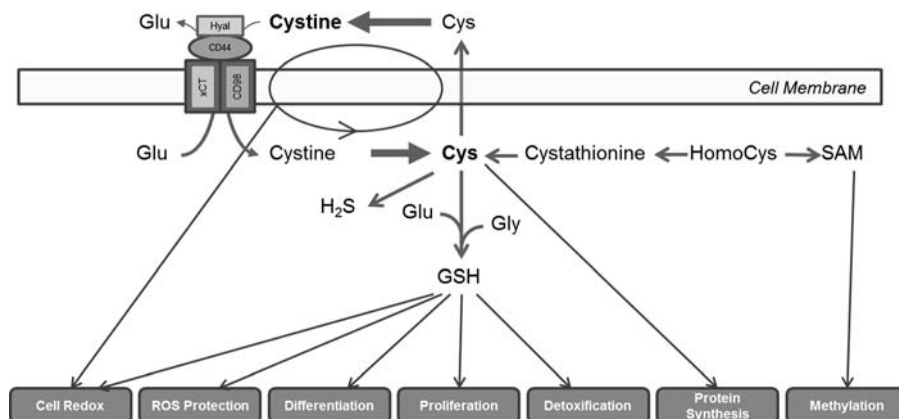 Glu
Hyal
Cystine
Cys
CD44
xCT
CD98
Cell Membrane
Glu
Cystine
Cys
Cystathionine
HomoCys
SAM
H₂S
Glu
Gly
GSH
Cell Redox
ROS Protection
Differentiation
Proliferation
Detoxification
Protein
Synthesis
Methylation